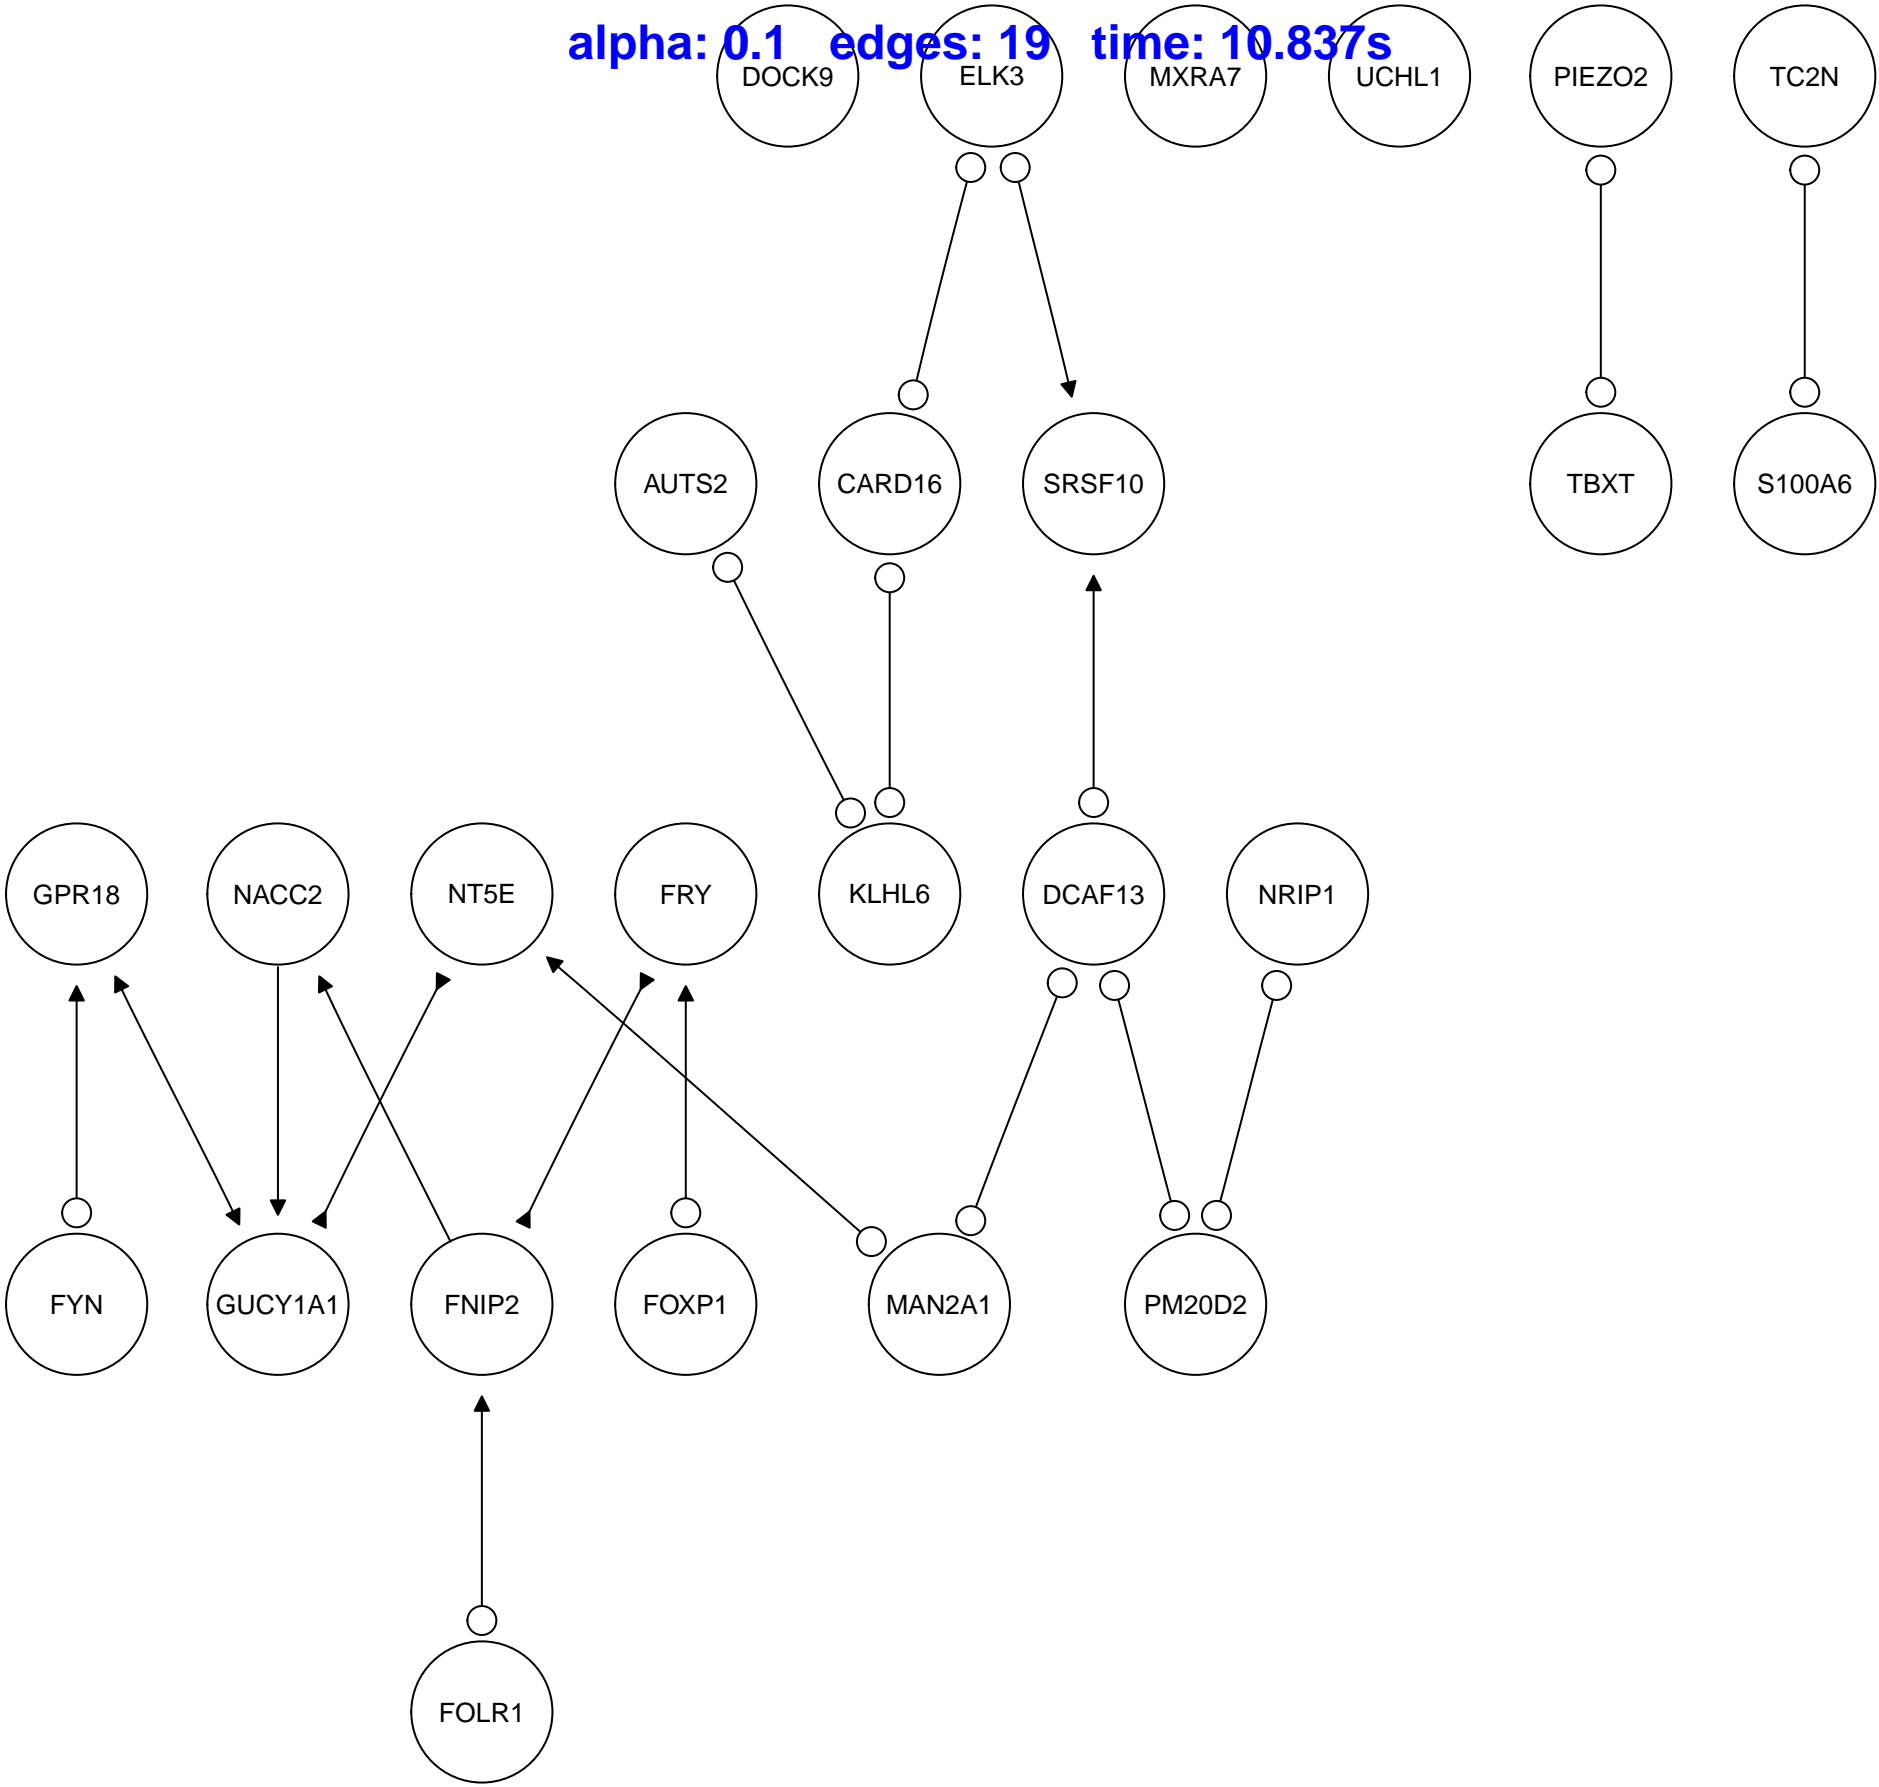 alpha: 0.1 edges: 19 time: 10.837s
DOCK9 ELK3 MXRA7 UCHL1 PIEZO2 TC2N
AUTS2 CARD16 SRSF10 TBXT S100A6
GPR18 NACC2 NT5E FRY KLHL6 DCAF13 NRIP1
FYN GUCY1A1 FNIP2 FOXP1 MAN2A1 PM20D2
FOLR1